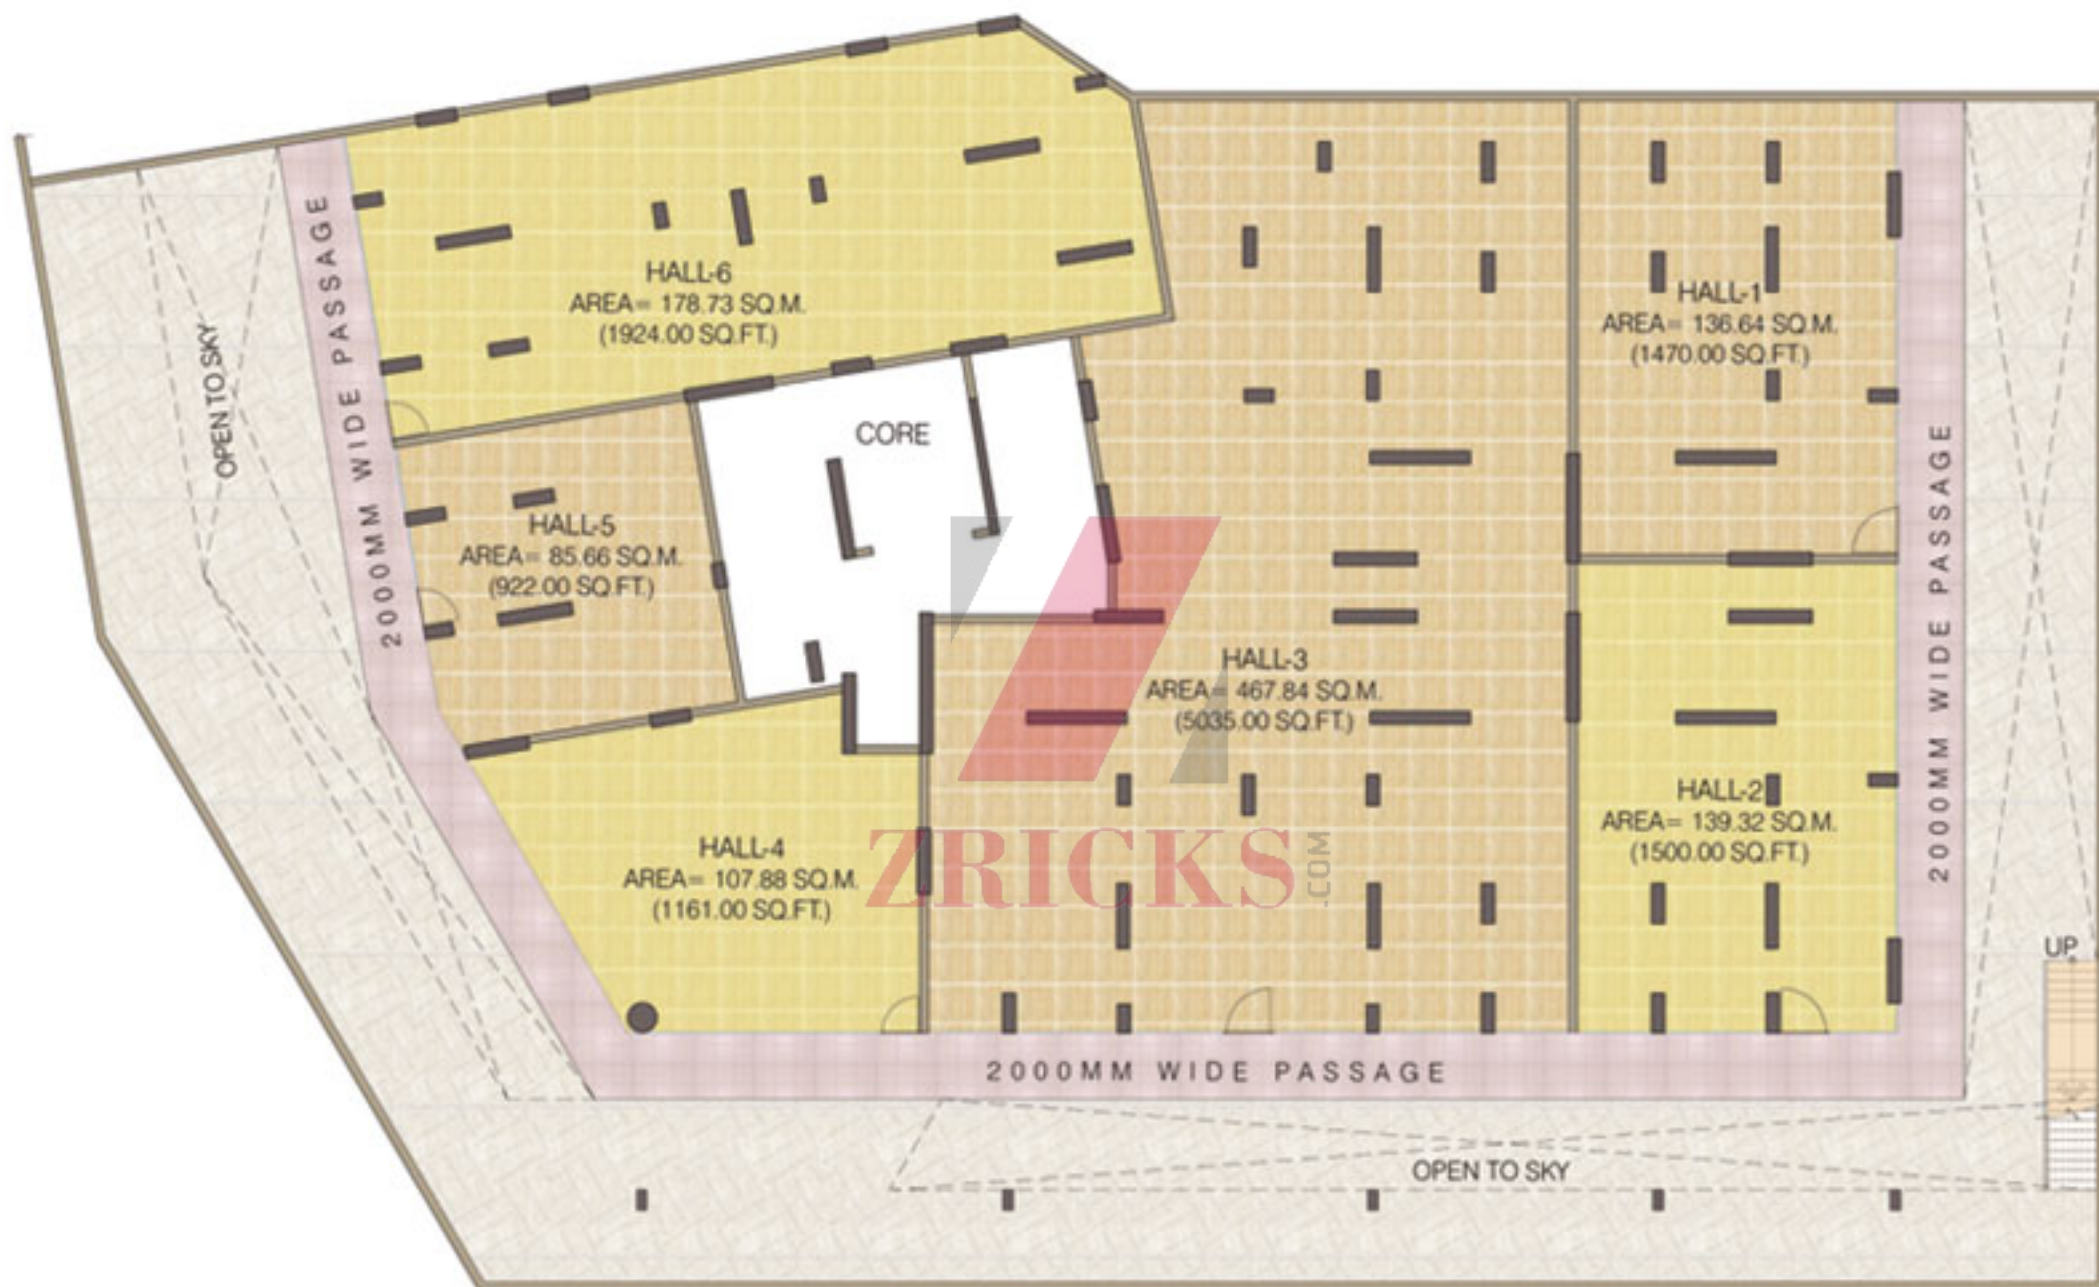 HALL-6
AREA= 178.73 SQ.M.
(1924.00 SQ.FT.)
HALL-1
AREA= 136.64 SQ.M.
(1470.00 SQ.FT.)
OPEN TO SKY
2000MM WIDE PASSAGE
CORE
HALL-5
AREA= 85.66 SQ.M.
(922.00 SQ.FT.)
2000MM WIDE PASSAGE
HALL-3
AREA= 467.84 SQ.M.
(5035.00 SQ.FT.)
HALL-2
AREA= 139.32 SQ.M.
(1500.00 SQ.FT.)
HALL-4
AREA= 107.88 SQ.M.
(1161.00 SQ.FT.)
ZRICKS.COM
UP
2000MM WIDE PASSAGE
OPEN TO SKY